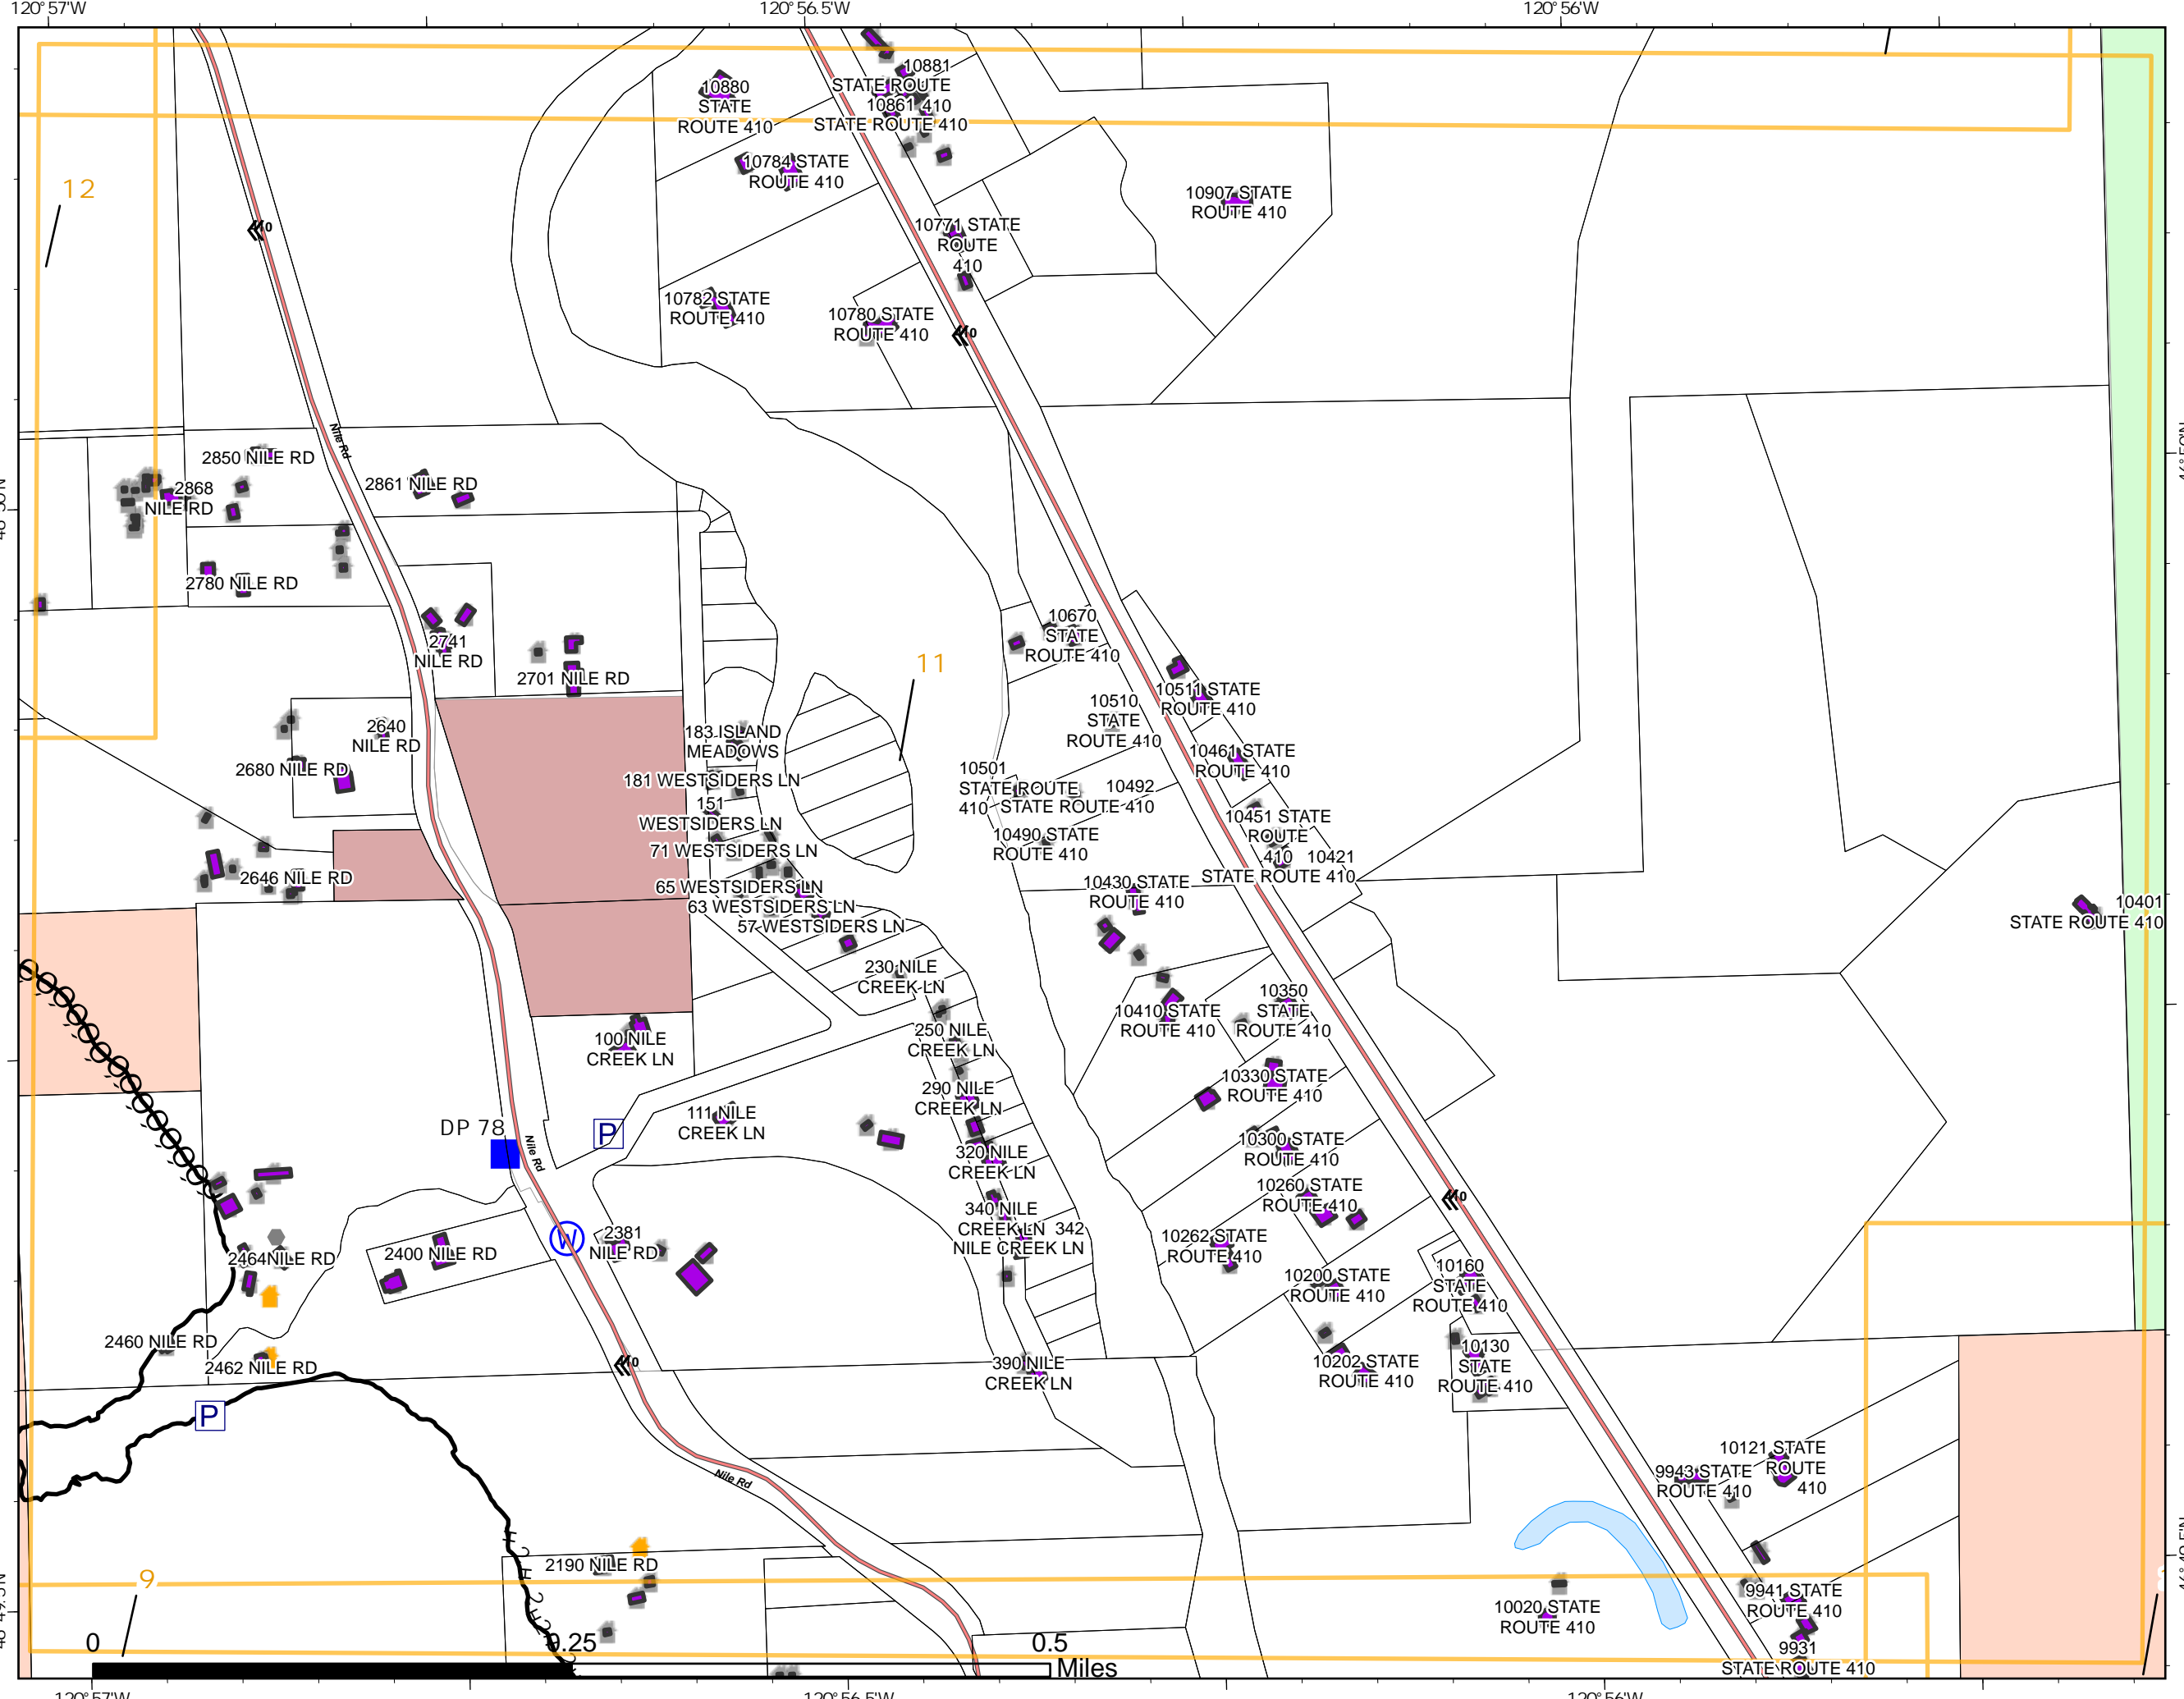 120°57'W
120°56.5'W
120°56'W
10881
STATE ROUTE
410
10880
STATE
ROUTE 410
10861
STATE ROUTE 410
10784 STATE
ROUTE 410
12
10907 STATE
ROUTE 410
10771 STATE
ROUTE
410
10782 STATE
ROUTE 410
10780 STATE
ROUTE 410
Nile Rd
2850 NILE RD
2861 NILE RD
2868
NILE RD
2780 NILE RD
2741
NILE RD
2701 NILE RD
10670
STATE
ROUTE 410
11
10511 STATE
ROUTE 410
10510
STATE
ROUTE 410
2640
NILE RD
183 ISLAND
MEADOWS
10461 STATE
ROUTE 410
2680 NILE RD
181 WESTSIDERS LN
10501
STATE ROUTE
410
10492
STATE ROUTE 410
151
WESTSIDERS LN
10451 STATE
ROUTE
410
10490 STATE
ROUTE 410
71 WESTSIDERS LN
10421
STATE ROUTE 410
2646 NILE RD
65 WESTSIDERS LN
10430 STATE
ROUTE 410
63 WESTSIDERS LN
57 WESTSIDERS LN
10401
STATE ROUTE 410
230 NILE
CREEK LN
10350
STATE
ROUTE 410
10410 STATE
ROUTE 410
100 NILE
CREEK LN
250 NILE
CREEK LN
10330 STATE
ROUTE 410
290 NILE
CREEK LN
111 NILE
CREEK LN
DP 78
P
Nile Rd
10300 STATE
ROUTE 410
320 NILE
CREEK LN
10260 STATE
ROUTE 410
340 NILE
CREEK LN
342
NILE CREEK LN
W
2381
NILE RD
10262 STATE
ROUTE 410
2400 NILE RD
2464 NILE RD
10160
STATE
ROUTE 410
10200 STATE
ROUTE 410
2460 NILE RD
2462 NILE RD
10130
STATE
ROUTE 410
390 NILE
CREEK LN
10202 STATE
ROUTE 410
P
10121 STATE
ROUTE
410
9943 STATE
ROUTE 410
Nile Rd
2190 NILE RD
9
9941 STATE
ROUTE 410
10020 STATE
ROUTE 410
9931
STATE ROUTE 410
0
0.25
0.5
Miles
120°57'W
120°56.5'W
120°56'W